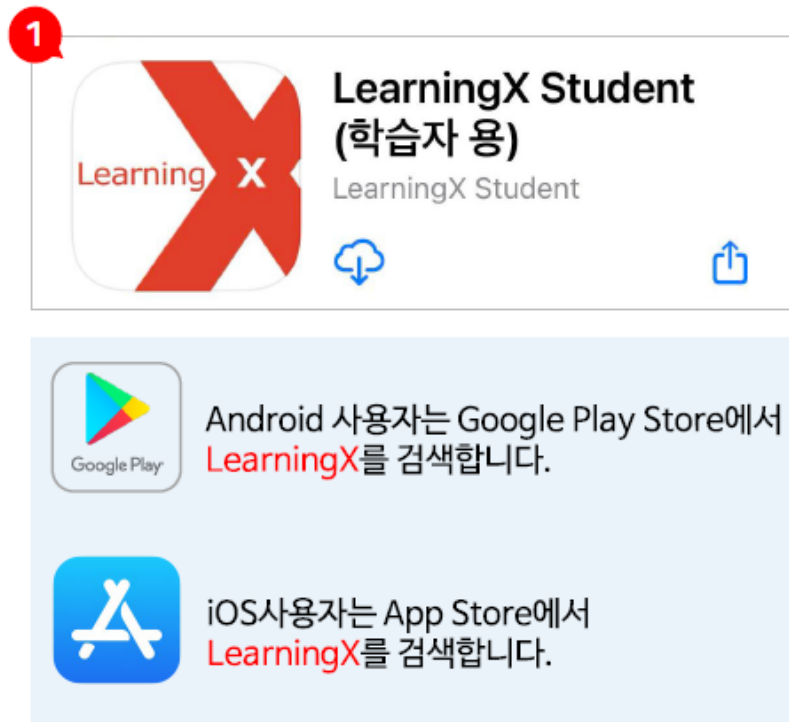 1
LearningX Student
(학습자 용)
Learning X
LearningX Student
Google Play
Android 사용자는 Google Play Store에서
LearningX를 검색합니다.
iOS사용자는 App Store에서
LearningX를 검색합니다.